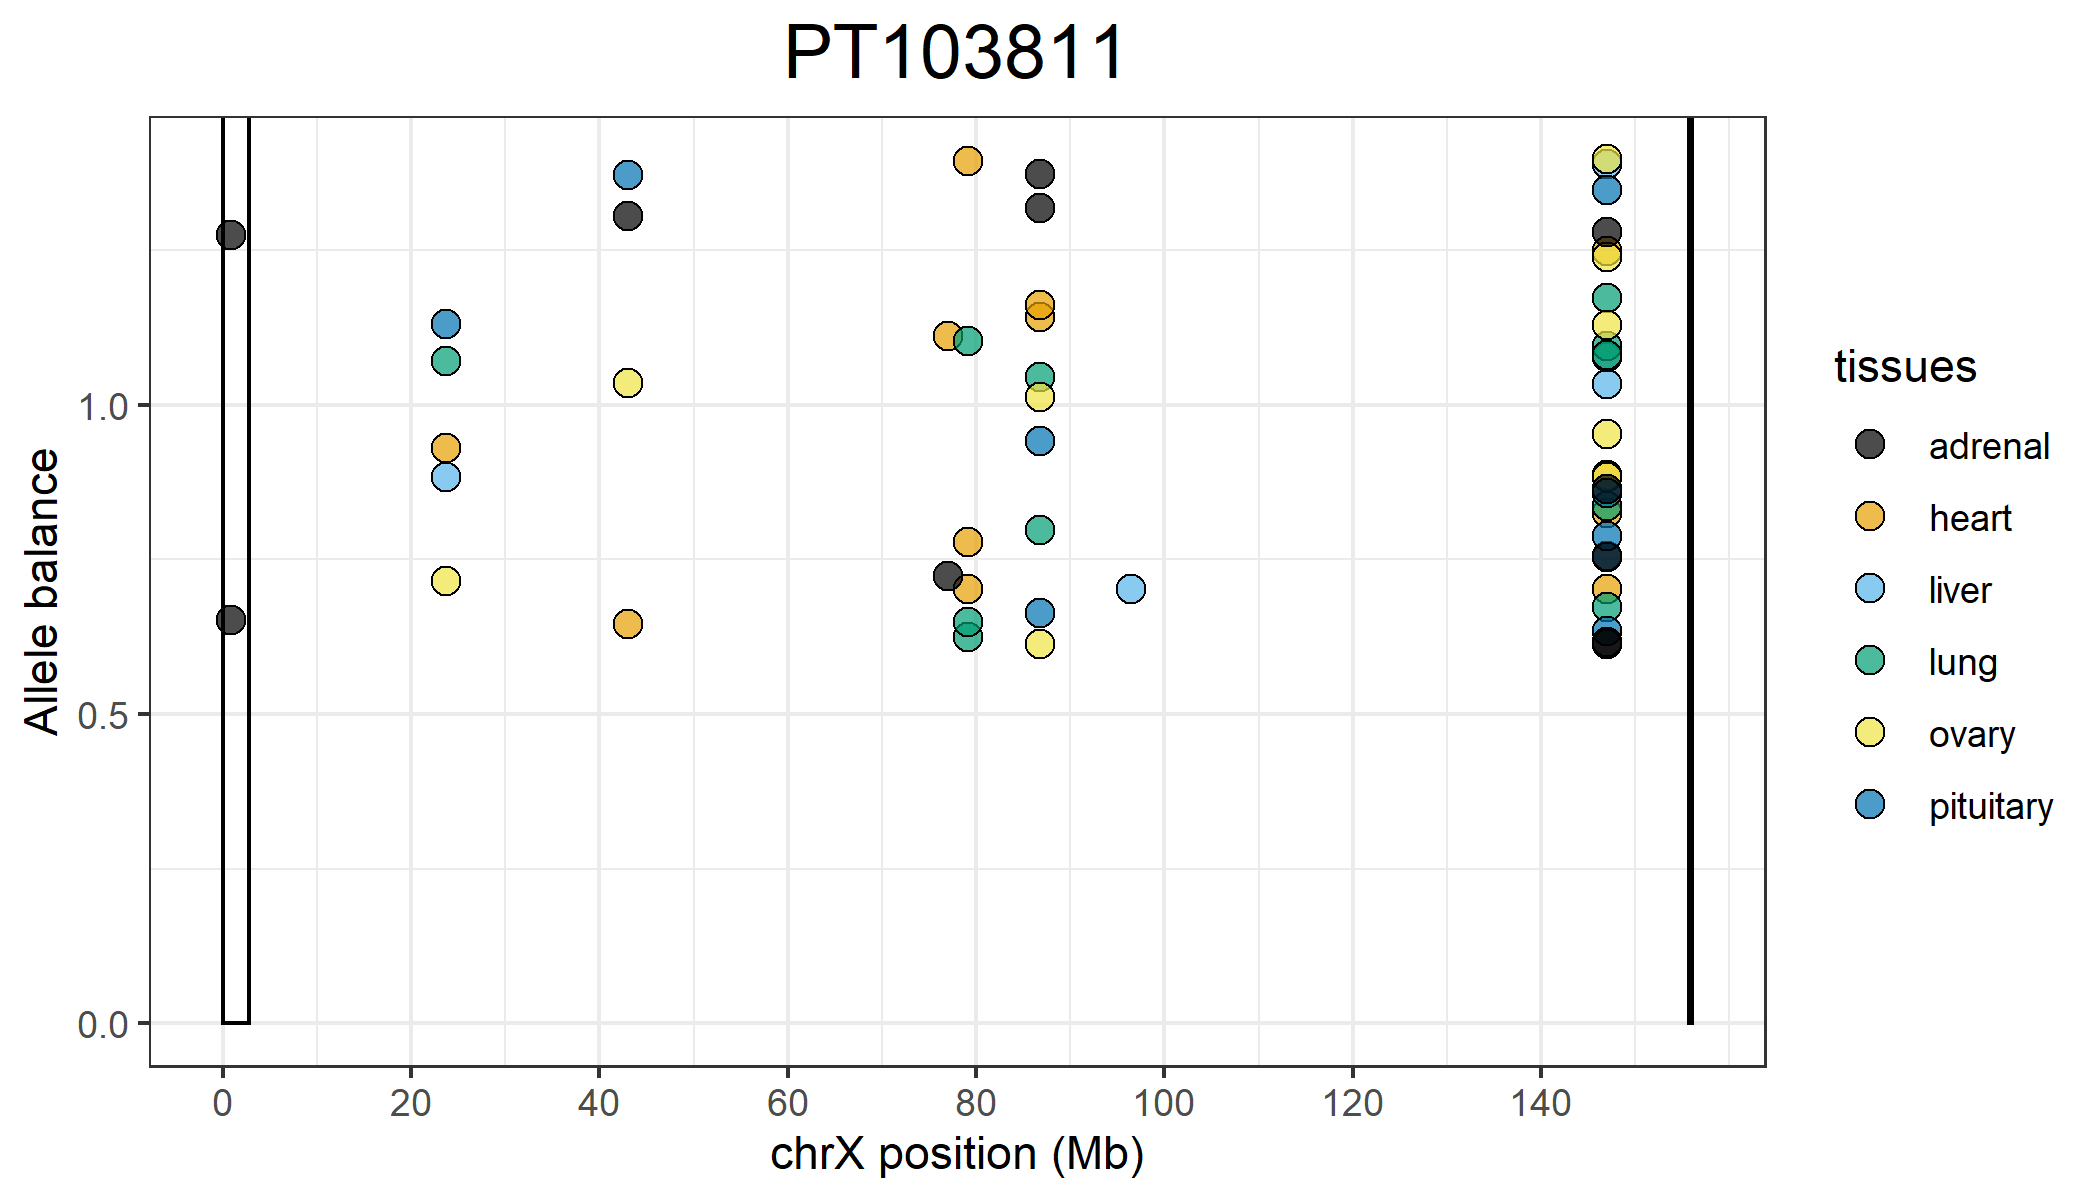 PT103811
Allele balance
1.0
0.5
0.0
0 20 40 60 80 100 120 140
chrX position (Mb)
tissues
adrenal
heart
liver
lung
ovary
pituitary